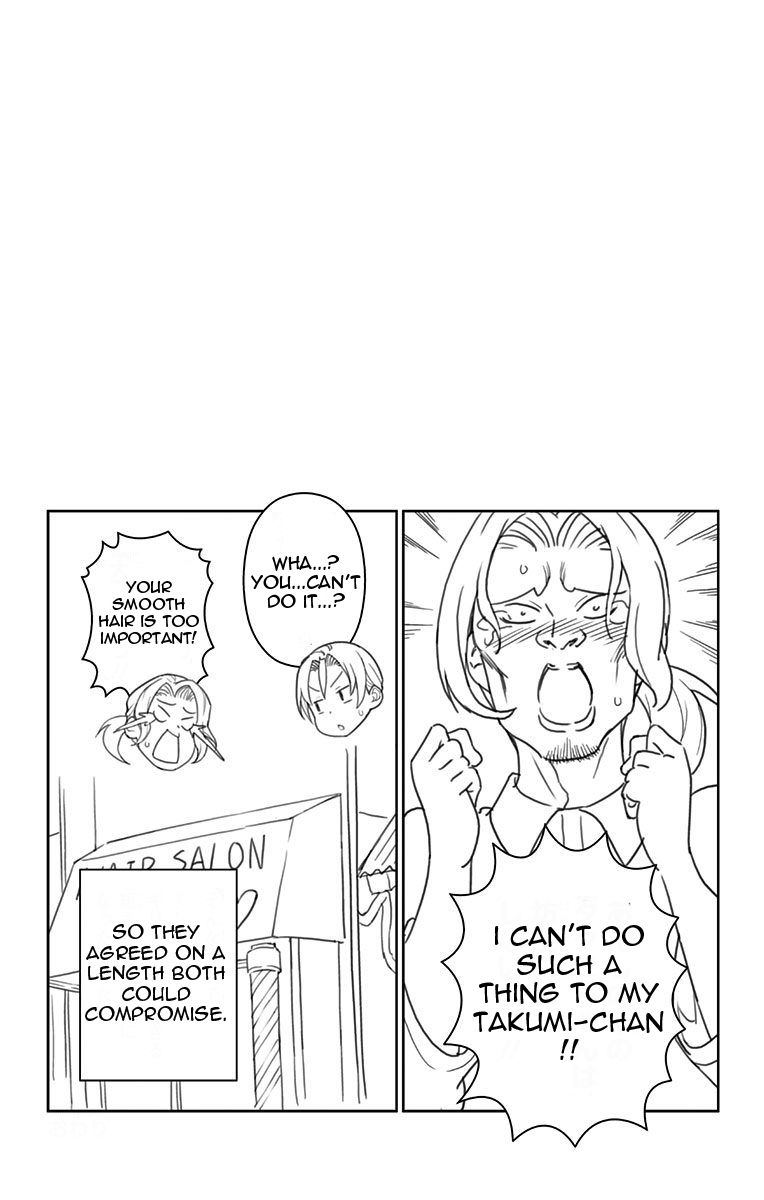 I CAN'T DO
SUCH A
THING TO MY
TAKUMI-CHAN
!!
WHA...?
YOU...CAN'T
DO IT...?
YOUR
SMOOTH
HAIR IS TOO
IMPORTANT!
SALON
SO THEY
AGREED ON A
LENGTH BOTH
COULD
COMPROMISE.